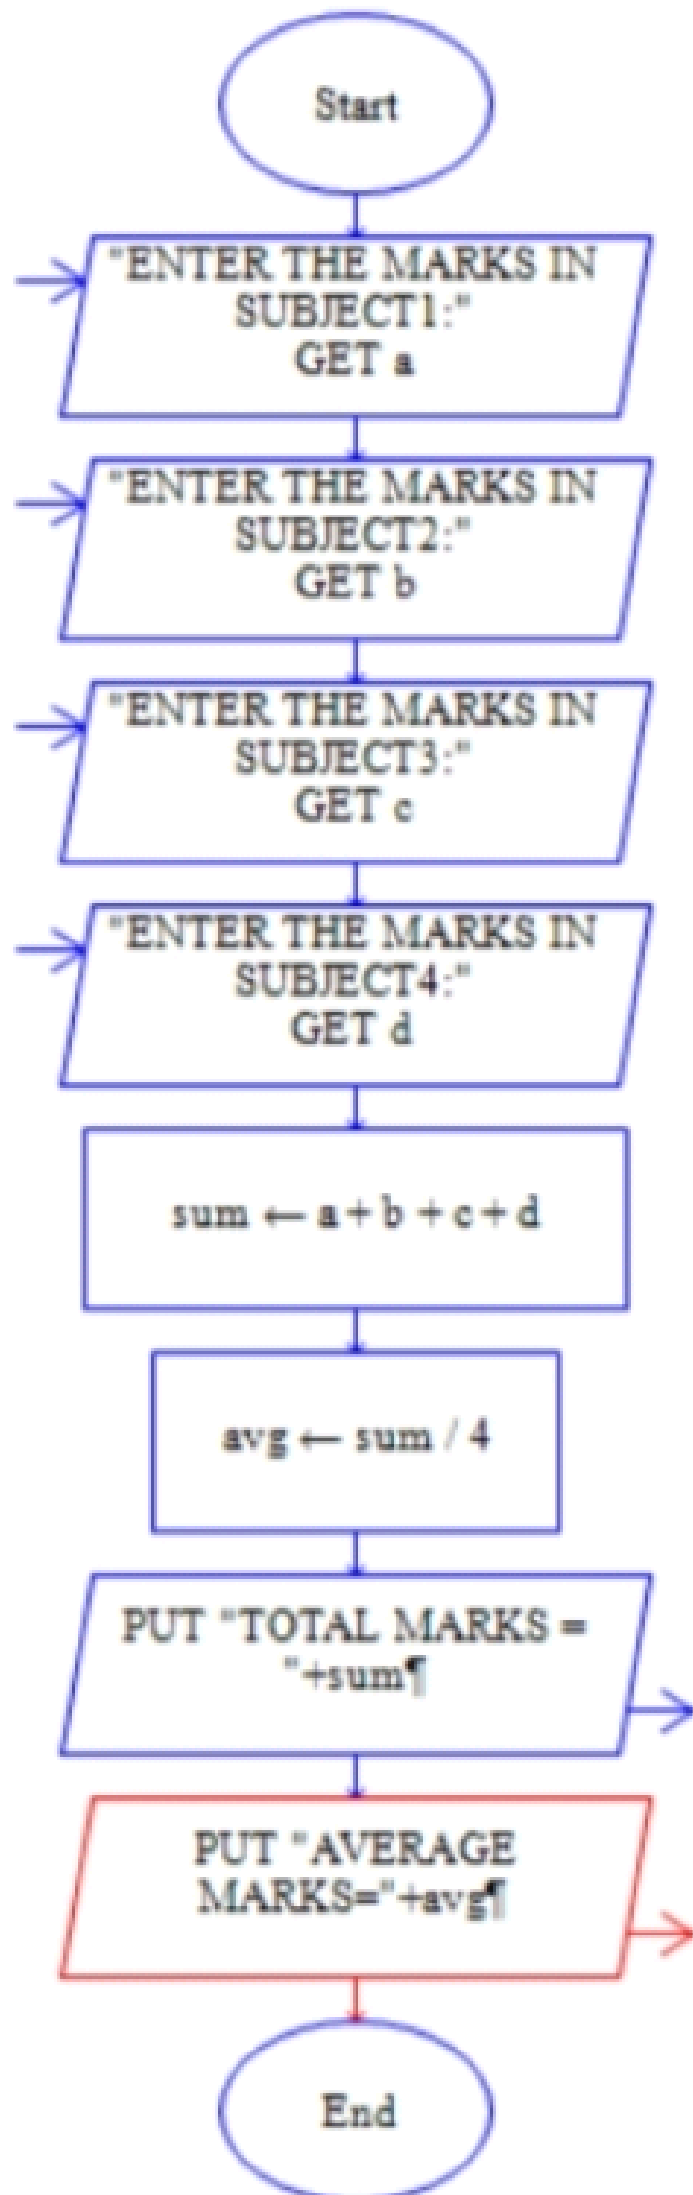 Start
"ENTER THE MARKS IN
SUBJECT1:"
GET a
"ENTER THE MARKS IN
SUBJECT2:"
GET b
"ENTER THE MARKS IN
SUBJECT3:"
GET c
"ENTER THE MARKS IN
SUBJECT4:"
GET d
sum ← a + b + c + d
avg ← sum / 4
PUT "TOTAL MARKS =
"+sum¶
PUT "AVERAGE
MARKS="+avg¶
End